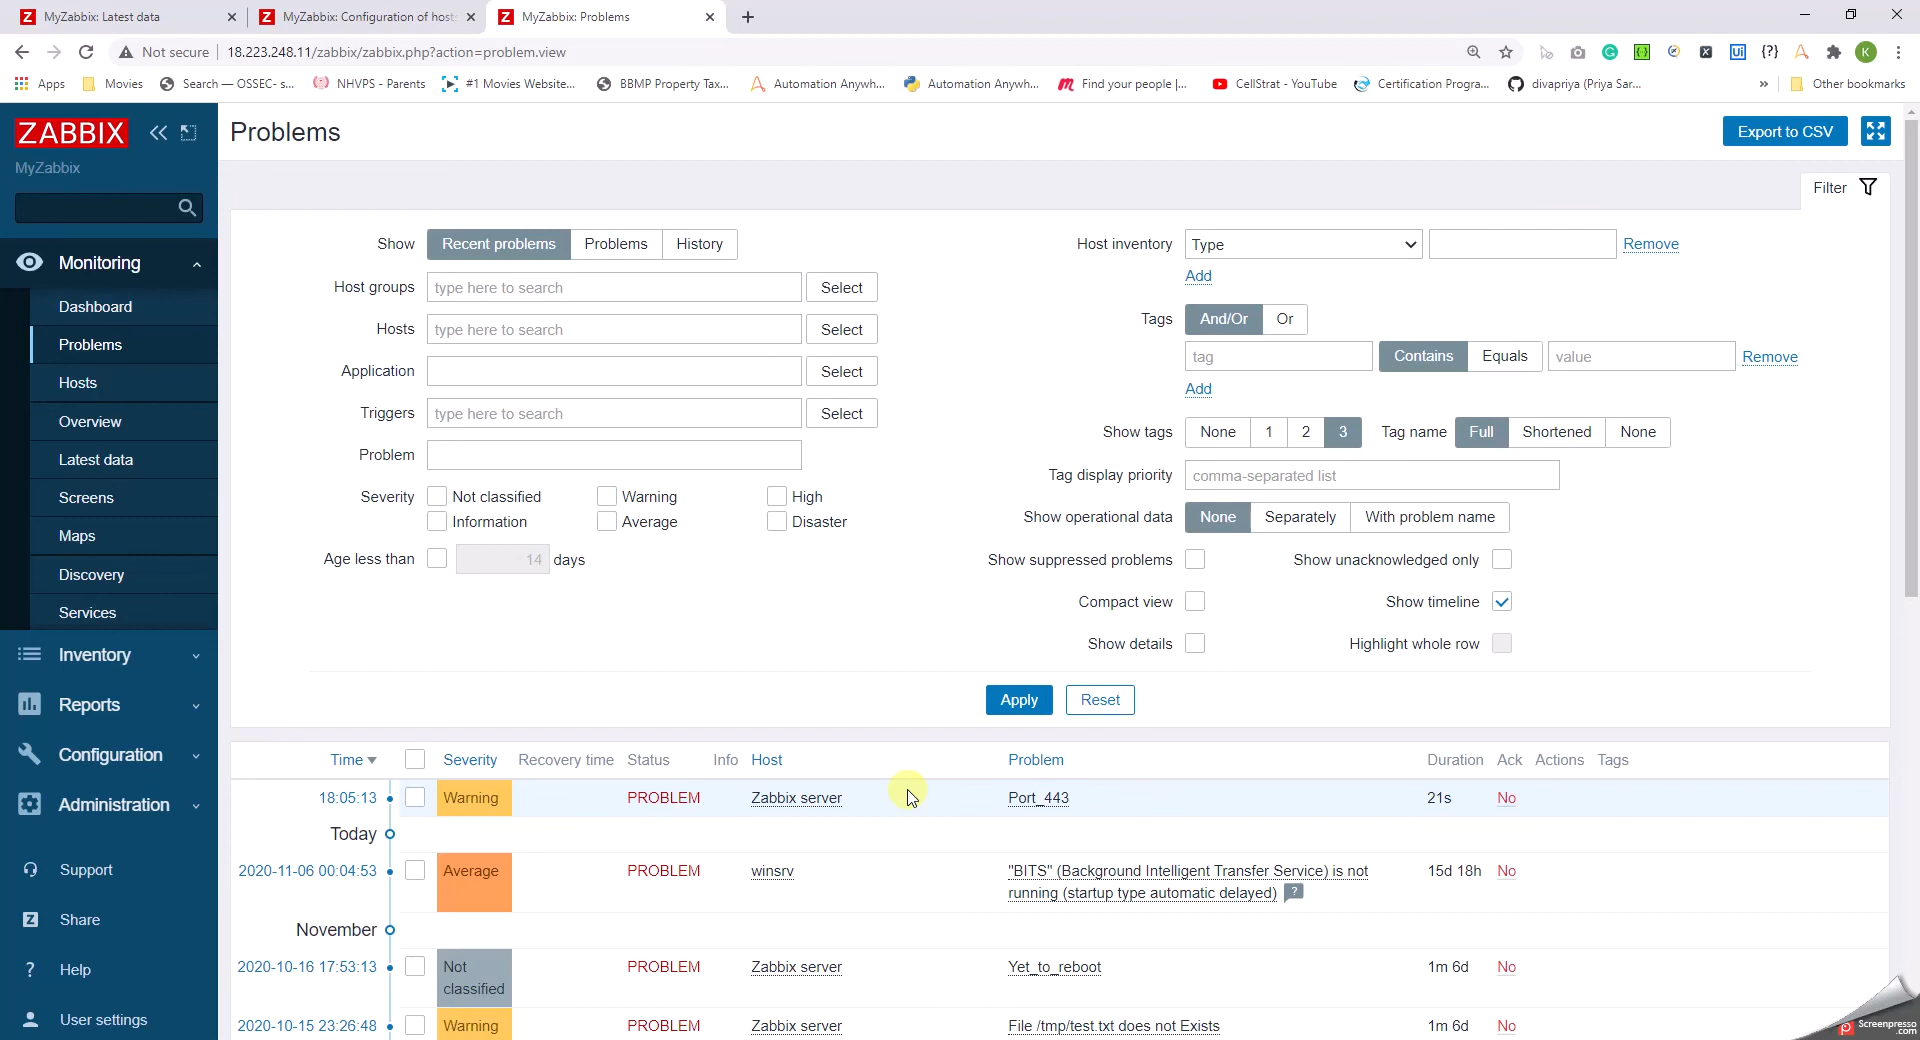 MyZabbix: Latest data
MyZabbix: Configuration of hosts
MyZabbix: Problems
Not secure
18.223.248.11/zabbix/zabbix.php?action=problem.view
Apps
Movies
Search — OSSEC- s...
NHVPS - Parents
#1 Movies Website...
BBMP Property Tax...
Automation Anywh...
Automation Anywh...
Find your people |...
CellStrat - YouTube
Certification Progra...
divapriya (Priya Sar...
Other bookmarks
ZABBIX
MyZabbix
Monitoring
Dashboard
Problems
Hosts
Overview
Latest data
Screens
Maps
Discovery
Services
Inventory
Reports
Configuration
Administration
Support
Share
Help
User settings
Problems
Export to CSV
Filter
Show Recent problems Problems History
Host groups type here to search Select
Hosts type here to search Select
Application Select
Triggers type here to search Select
Problem
Severity Not classified Warning High
Information Average Disaster
Age less than 14 days
Host inventory Type Remove
Add
Tags And/Or Or
tag Contains Equals value Remove
Add
Show tags None 1 2 3 Tag name Full Shortened None
Tag display priority comma-separated list
Show operational data None Separately With problem name
Show suppressed problems Show unacknowledged only
Compact view Show timeline
Show details Highlight whole row
Apply Reset
Time Severity Recovery time Status Info Host Problem Duration Ack Actions Tags
18:05:13 Warning PROBLEM Zabbix server Port_443 21s No
Today
2020-11-06 00:04:53 Average PROBLEM winsrv "BITS" (Background Intelligent Transfer Service) is not 15d 18h No
running (startup type automatic delayed) ?
November
2020-10-16 17:53:13 Not PROBLEM Zabbix server Yet_to_reboot 1m 6d No
classified
2020-10-15 23:26:48 Warning PROBLEM Zabbix server File /tmp/test.txt does not Exists 1m 6d No
Screenpresso
.com